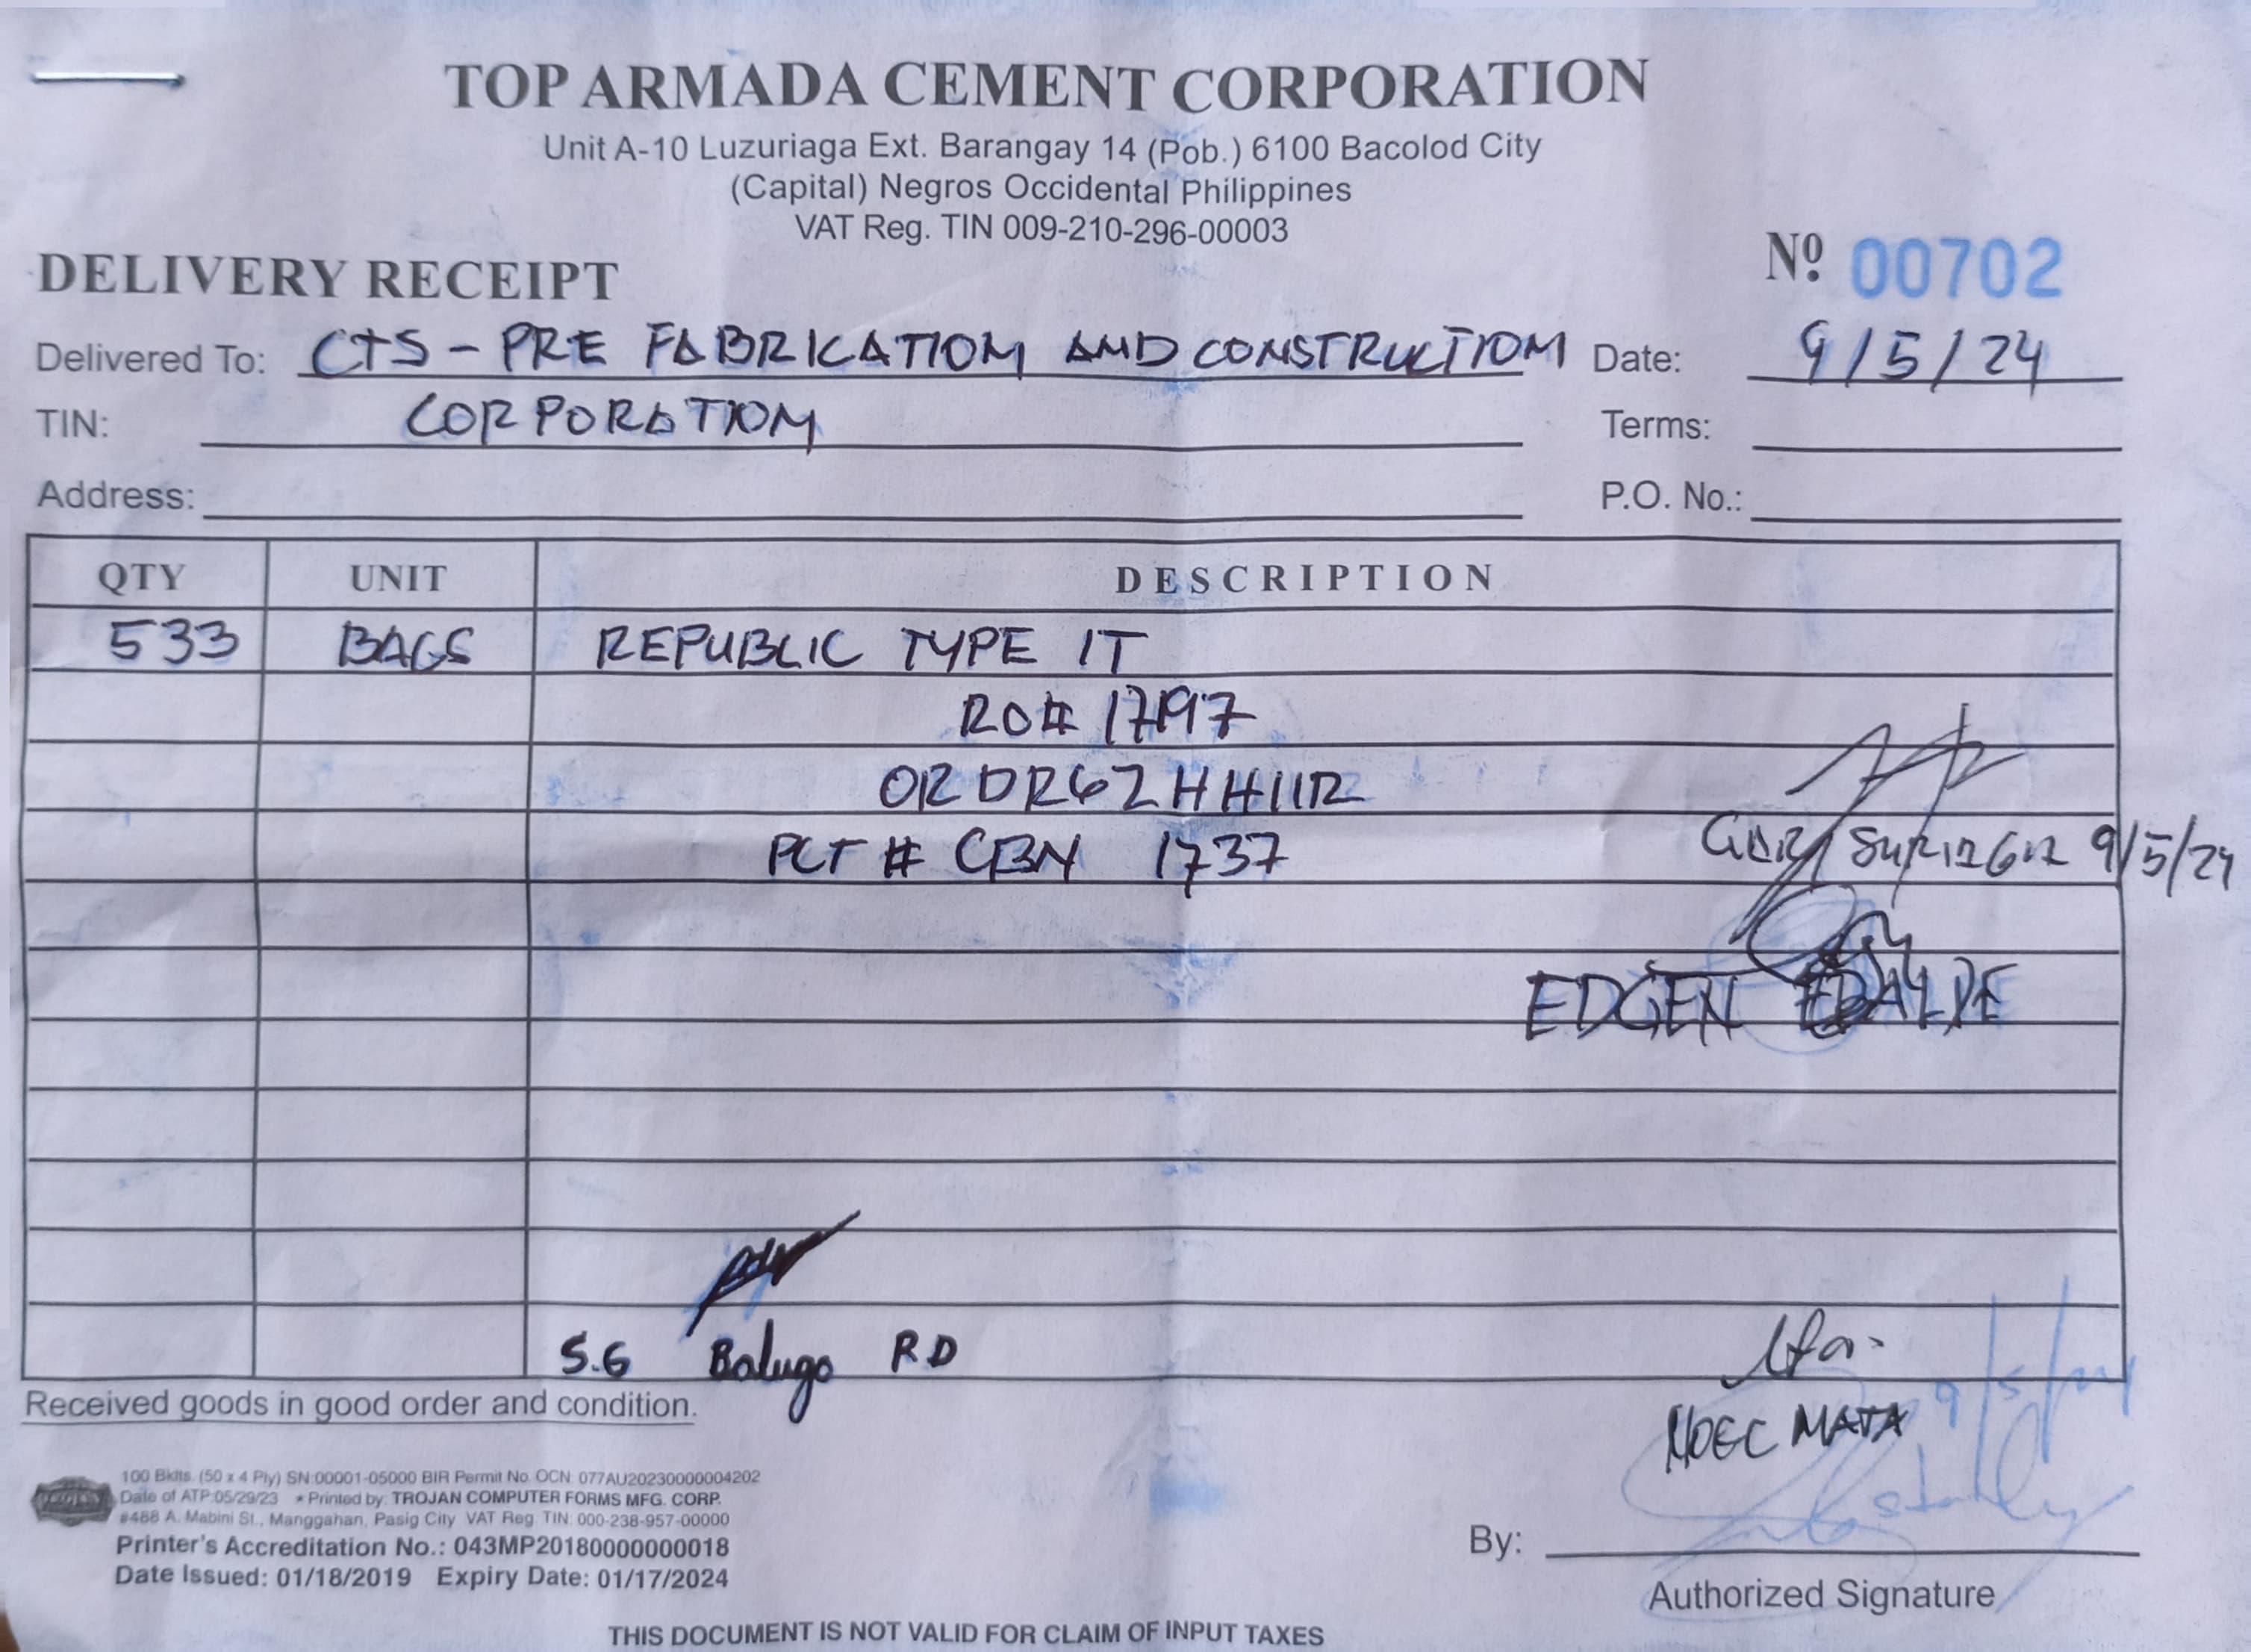 TOP ARMADA CEMENT CORPORATION
Unit A-10 Luzuriaga Ext. Barangay 14 (Pob.) 6100 Bacolod City
(Capital) Negros Occidental Philippines
VAT Reg. TIN 009-210-296-00003
DELIVERY RECEIPT
Nº 00702
Delivered To: CTS - PRE FABRICATION AND CONSTRUCTION Date: 9/5/24
TIN: CORPORATION Terms:
Address: P.O. No.:
QTY UNIT DESCRIPTION
533 BAGS REPUBLIC TYPE IT
RO# 17197
ORDR6ZHH11R
PCT # CBN 1737
9/5/24
EDGEN
S.G Balugo RD
Received goods in good order and condition.
9/5/24
NOEC MATA
100 Bklts. (50 x 4 Ply) SN:00001-05000 BIR Permit No. OCN: 077AU20230000004202
Date of ATP:05/29/23 ★ Printed by: TROJAN COMPUTER FORMS MFG. CORP.
#488 A. Mabini St., Manggahan, Pasig City VAT Reg. TIN: 000-238-957-00000
Printer's Accreditation No.: 043MP20180000000018
Date Issued: 01/18/2019 Expiry Date: 01/17/2024
By:
Authorized Signature
THIS DOCUMENT IS NOT VALID FOR CLAIM OF INPUT TAXES